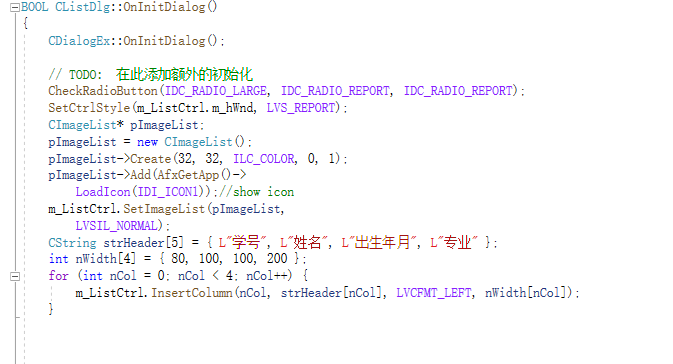 BOOL CListDlg::OnInitDialog()
{
CDialogEx::OnInitDialog();
// TODO:  在此添加额外的初始化
CheckRadioButton(IDC_RADIO_LARGE, IDC_RADIO_REPORT, IDC_RADIO_REPORT);
SetCtrlStyle(m_ListCtrl.m_hWnd, LVS_REPORT);
CImageList* pImageList;
pImageList = new CImageList();
pImageList->Create(32, 32, ILC_COLOR, 0, 1);
pImageList->Add(AfxGetApp()->
LoadIcon(IDI_ICON1));//show icon
m_ListCtrl.SetImageList(pImageList,
LVSIL_NORMAL);
CString strHeader[5] = { L"学号", L"姓名", L"出生年月", L"专业" };
int nWidth[4] = { 80, 100, 100, 200 };
for (int nCol = 0; nCol < 4; nCol++) {
m_ListCtrl.InsertColumn(nCol, strHeader[nCol], LVCFMT_LEFT, nWidth[nCol]);
}